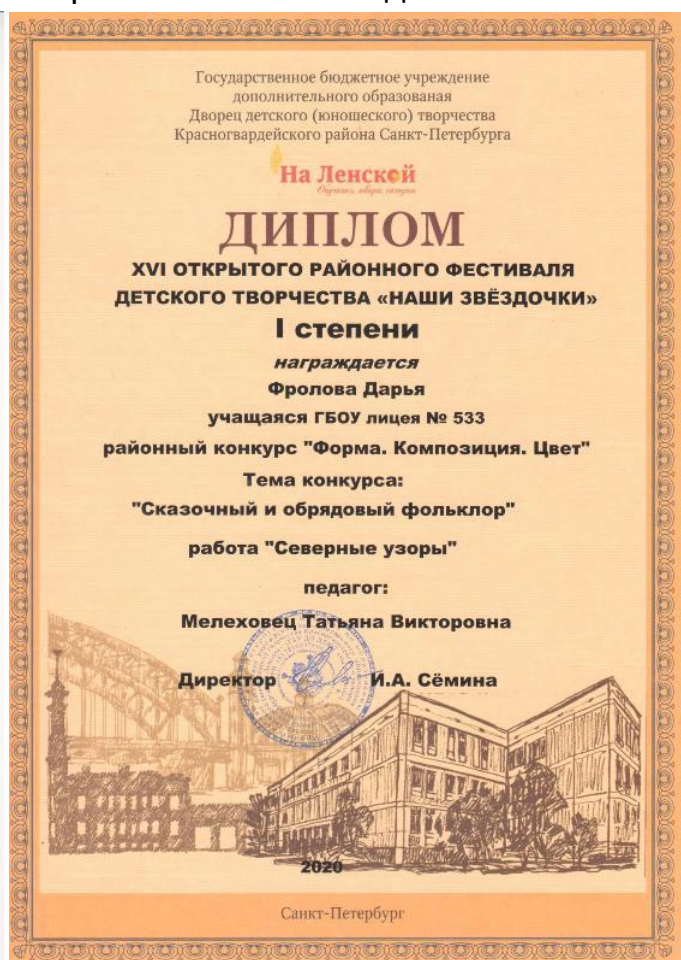 Государственное бюджетное учреждение
дополнительного образованая
Дворец детского (юношеского) творчества
Красногвардейского района Санкт-Петербурга
На Ленской
ДИПЛОМ
XVI ОТКРЫТОГО РАЙОННОГО ФЕСТИВАЛЯ
ДЕТСКОГО ТВОРЧЕСТВА «НАШИ ЗВЁЗДОЧКИ»
I степени
награждается
Фролова Дарья
учащаяся ГБОУ лицея № 533
районный конкурс "Форма. Композиция. Цвет"
Тема конкурса:
"Сказочный и обрядовый фольклор"
работа "Северные узоры"
педагог:
Мелеховец Татьяна Викторовна
Директор И.А. Сёмина
2020
Санкт-Петербург